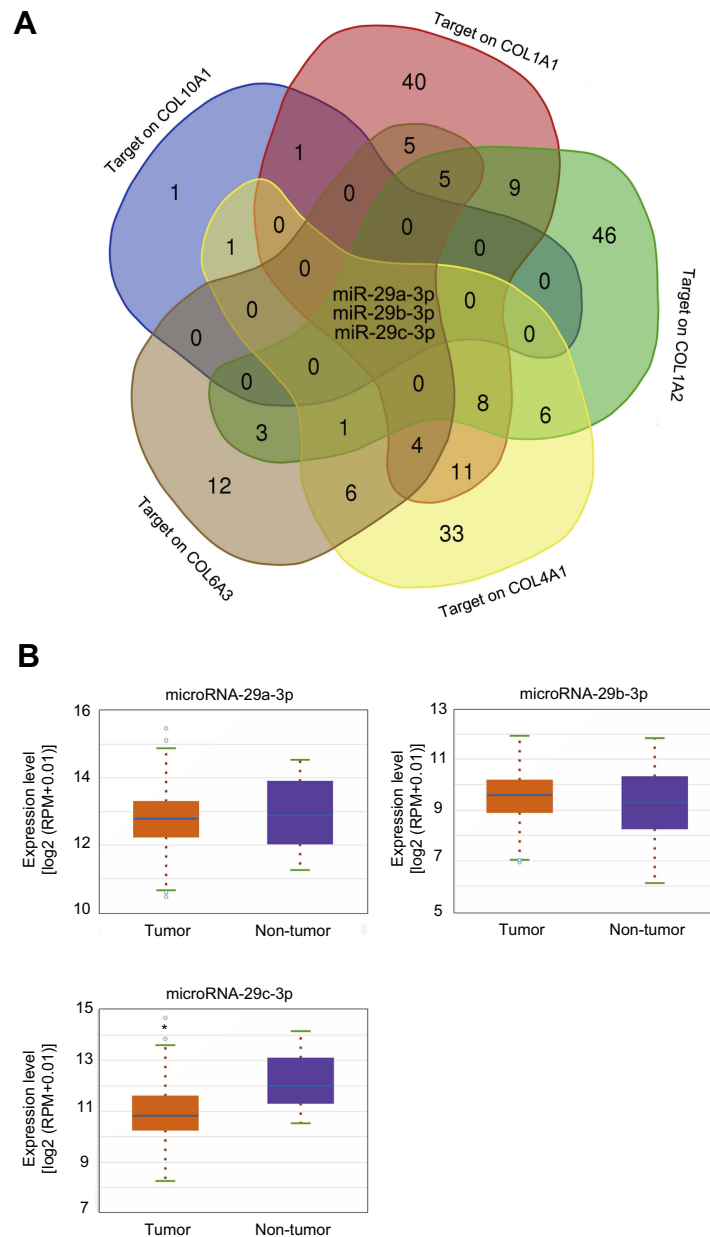 A
Target on COL1A1
Target on COL10A1
40
1
5
1
0
5
9
46
0
0
1
0
0
0
Target on COL1A2
0
miR-29a-3p
miR-29b-3p
miR-29c-3p
0
0
0
0
0
0
8
6
3
1
4
12
6
11
33
Target on COL6A3
Target on COL4A1
B
microRNA-29a-3p
Expression level
[log2 (RPM+0.01)]
16
14
12
10
Tumor
Non-tumor
microRNA-29b-3p
Expression level
[log2 (RPM+0.01)]
13
11
9
7
5
Tumor
Non-tumor
microRNA-29c-3p
Expression level
[log2 (RPM+0.01)]
15
13
11
9
7
*
Tumor
Non-tumor